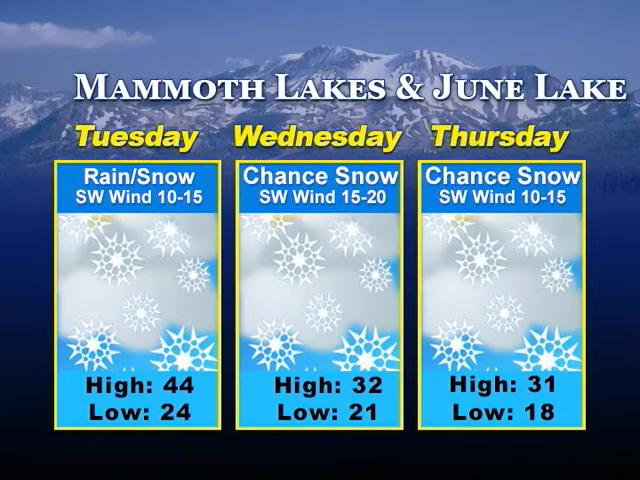 Mammoth Lakes & June Lake
Tuesday Wednesday Thursday
Rain/Snow
SW Wind 10-15
High: 44
Low: 24
Chance Snow
SW Wind 15-20
High: 32
Low: 21
Chance Snow
SW Wind 10-15
High: 31
Low: 18